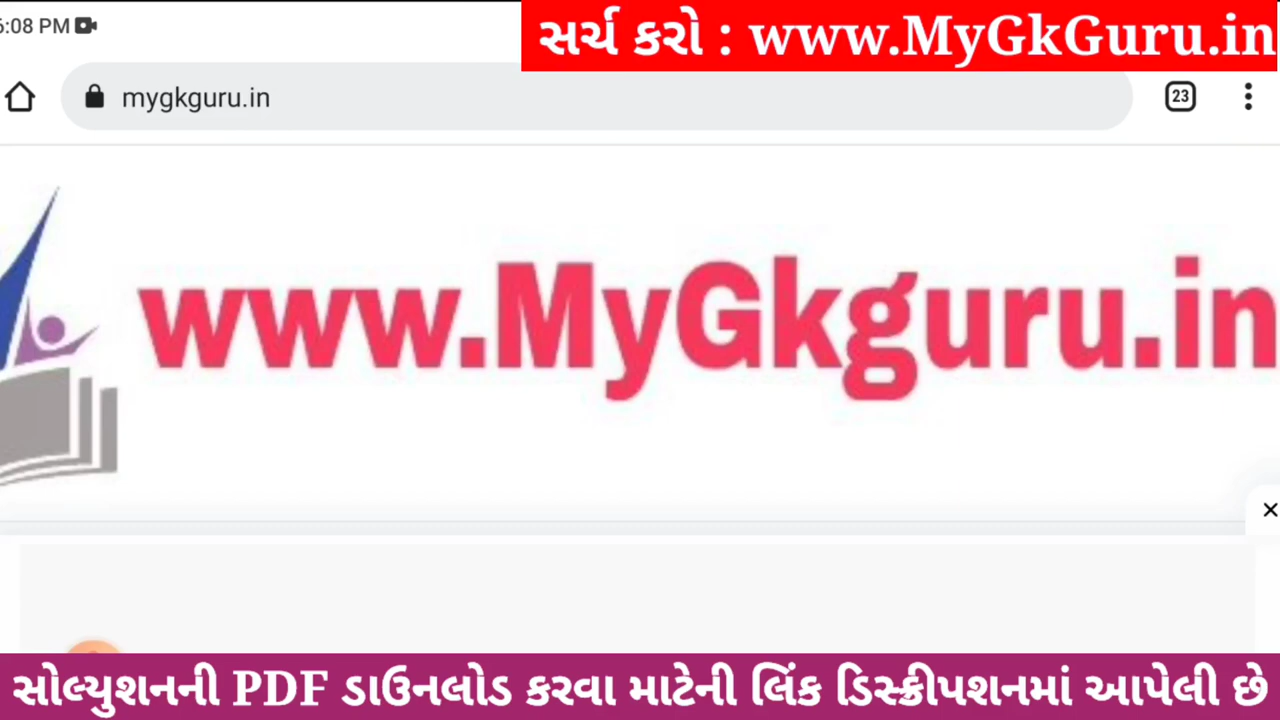 સર્ચ કરો : www.MyGkGuru.in
6:08 PM
mygkguru.in
23
www.MyGkguru.in
સોલ્યુશનની PDF ડાઉનલોડ કરવા માટેની લિંક ડિસ્ક્રીપશનમાં આપેલી છે